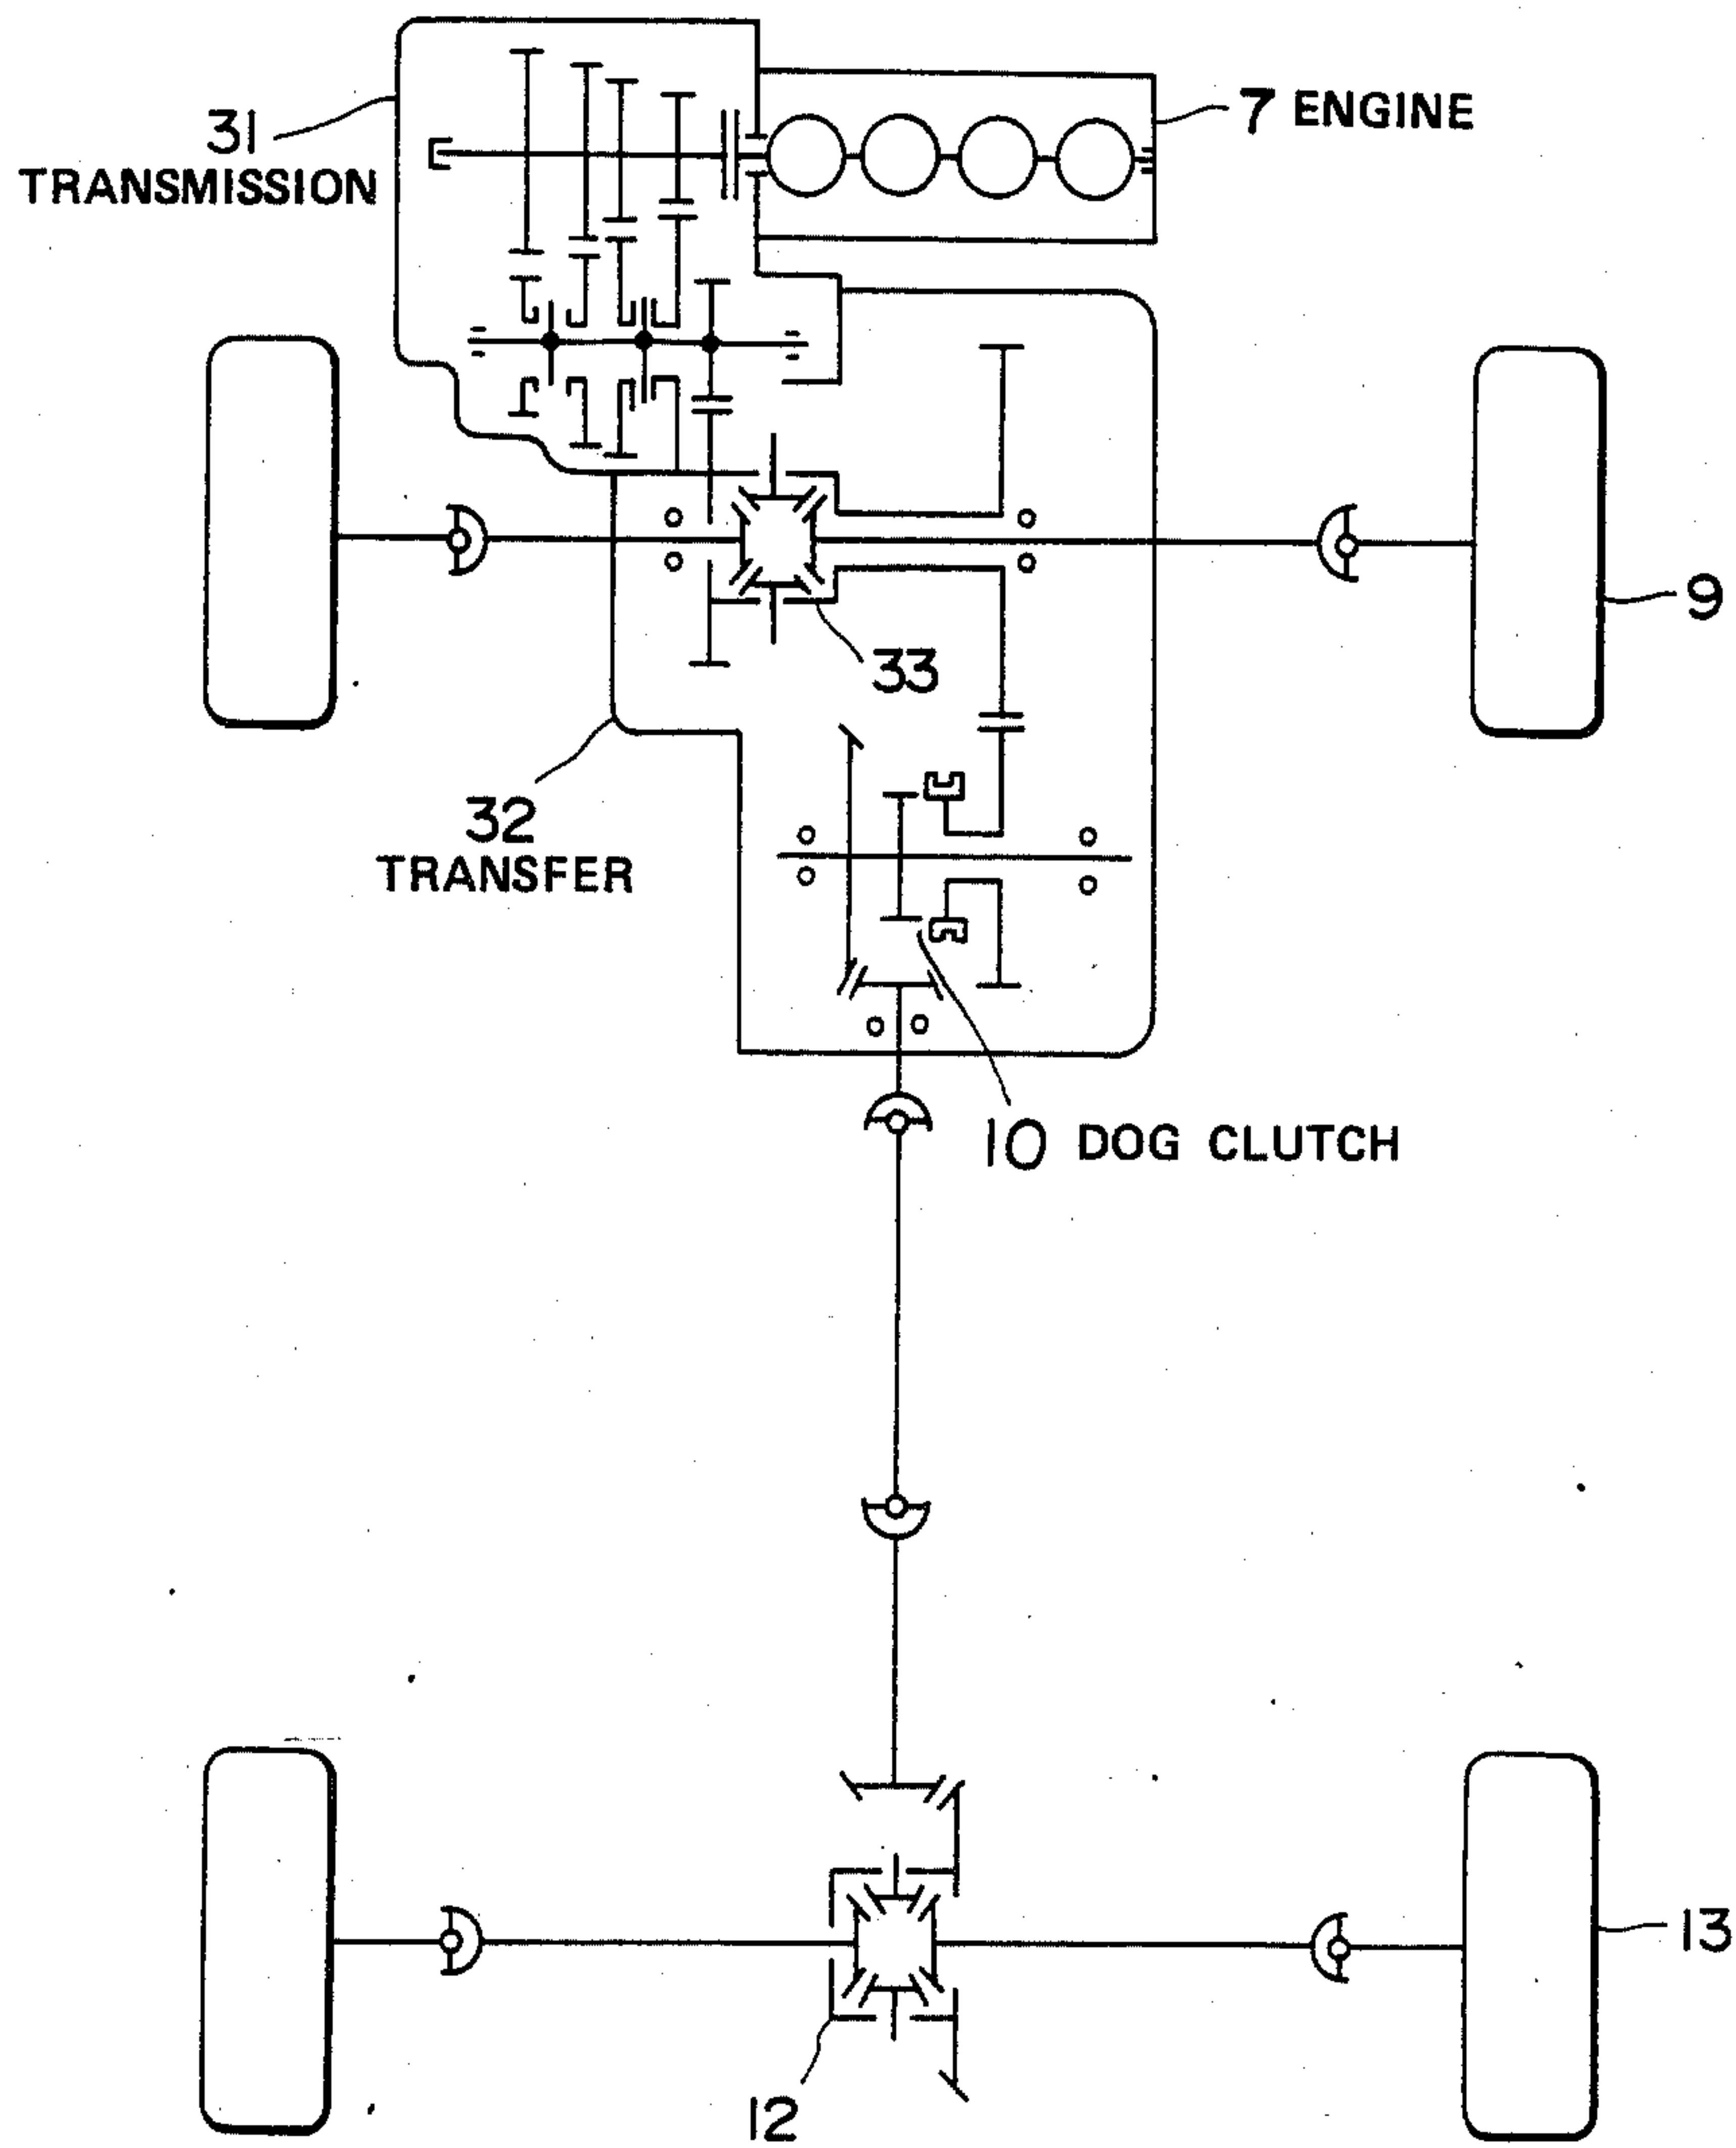 7 ENGINE
31
TRANSMISSION
9
33
32
TRANSFER
10 DOG CLUTCH
13
12